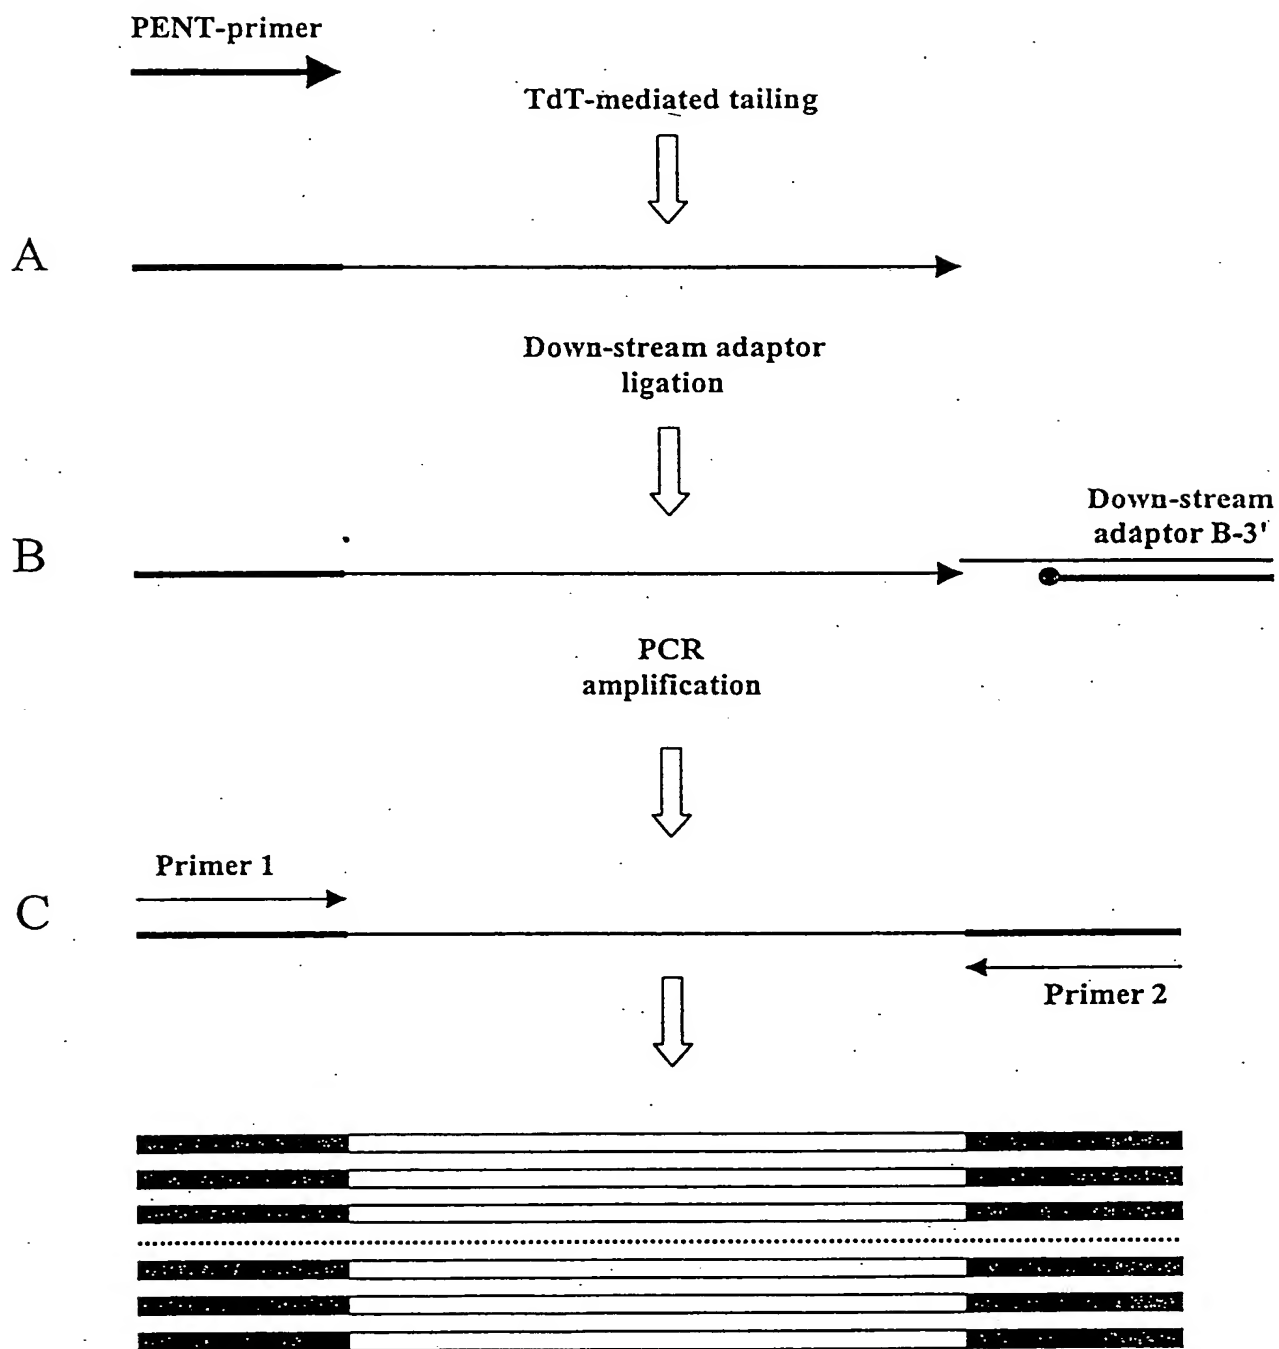 PENT-primer
TdT-mediated tailing
A
Down-stream adaptor
ligation
Down-stream
adaptor B-3'
B
PCR
amplification
Primer 1
C
Primer 2